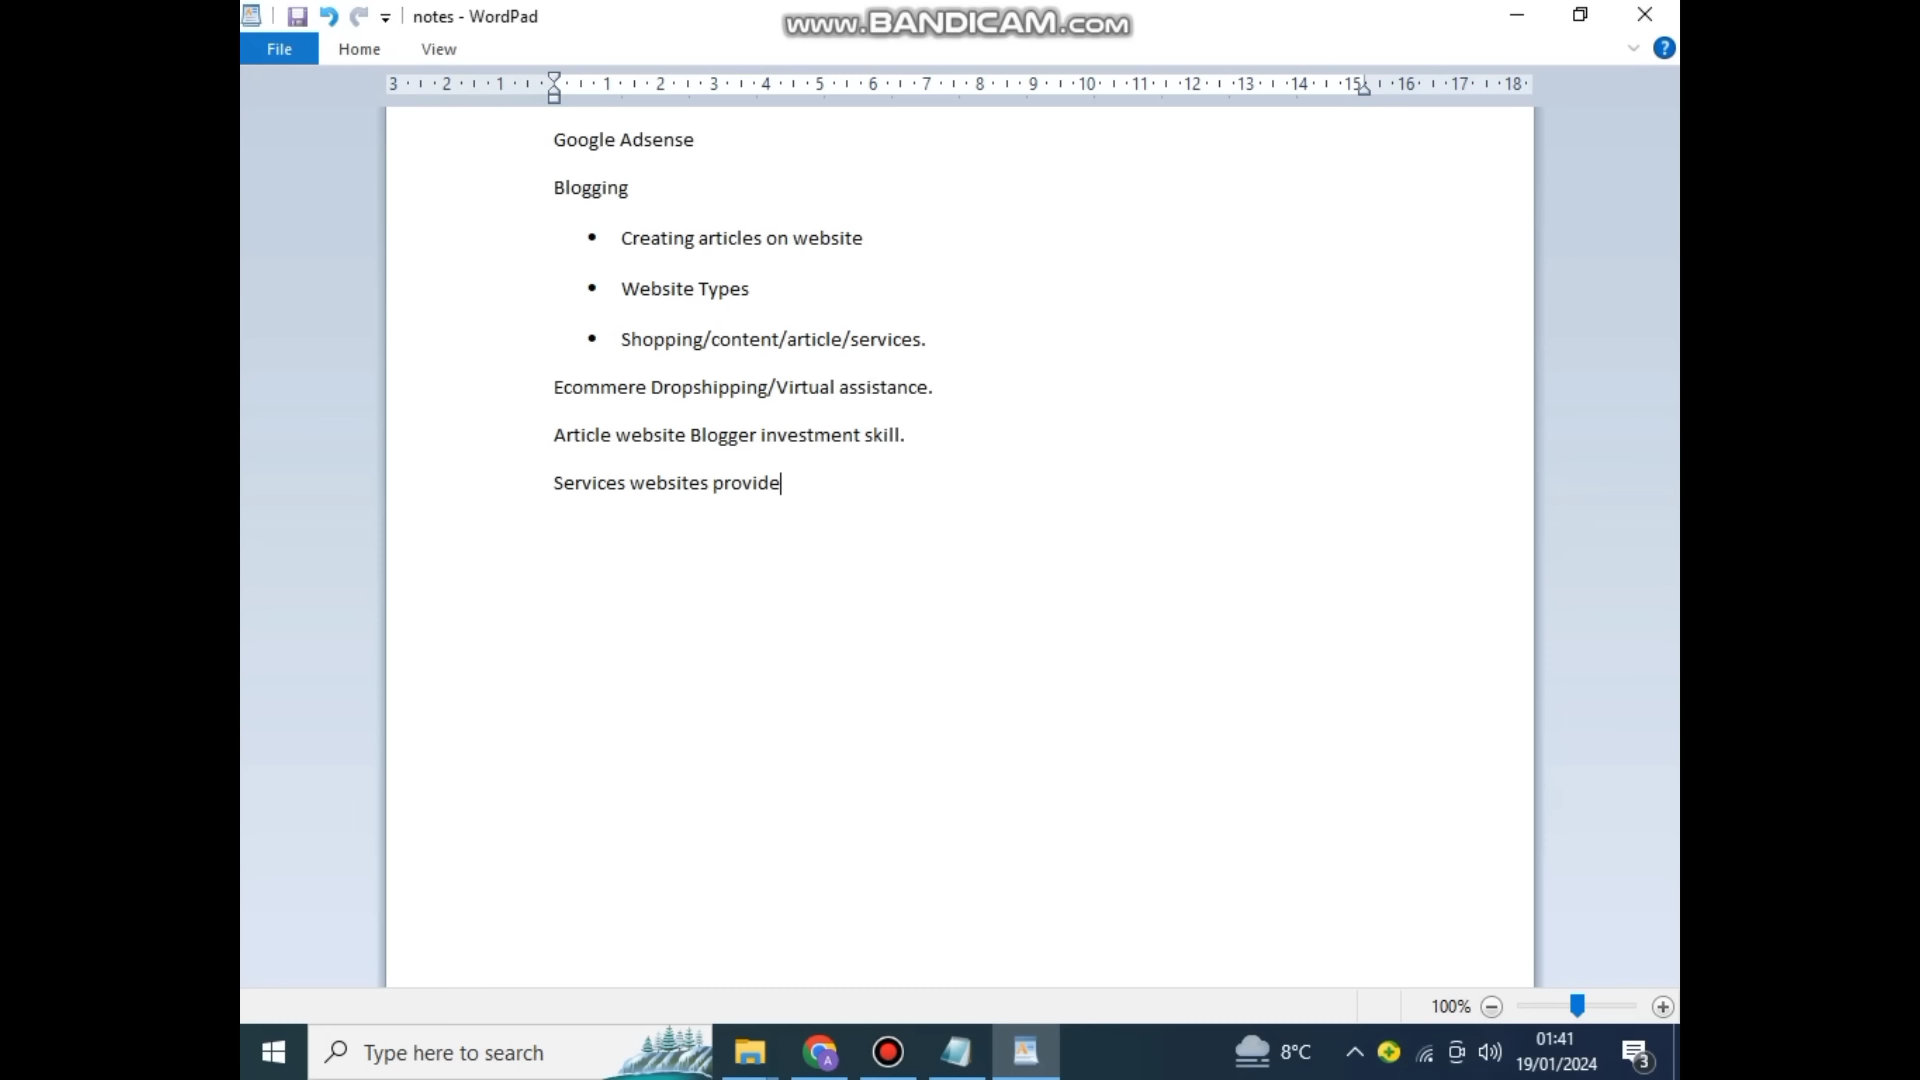 notes - WordPad
www.BANDICAM.com
File Home View
3 2 1 1 2 3 4 5 6 7 8 9 10 11 12 13 14 15 16 17 18
Google Adsense
Blogging
• Creating articles on website
• Website Types
• Shopping/content/article/services.
Ecommere Dropshipping/Virtual assistance.
Article website Blogger investment skill.
Services websites provide
100%
Type here to search
8°C
01:41
19/01/2024
3